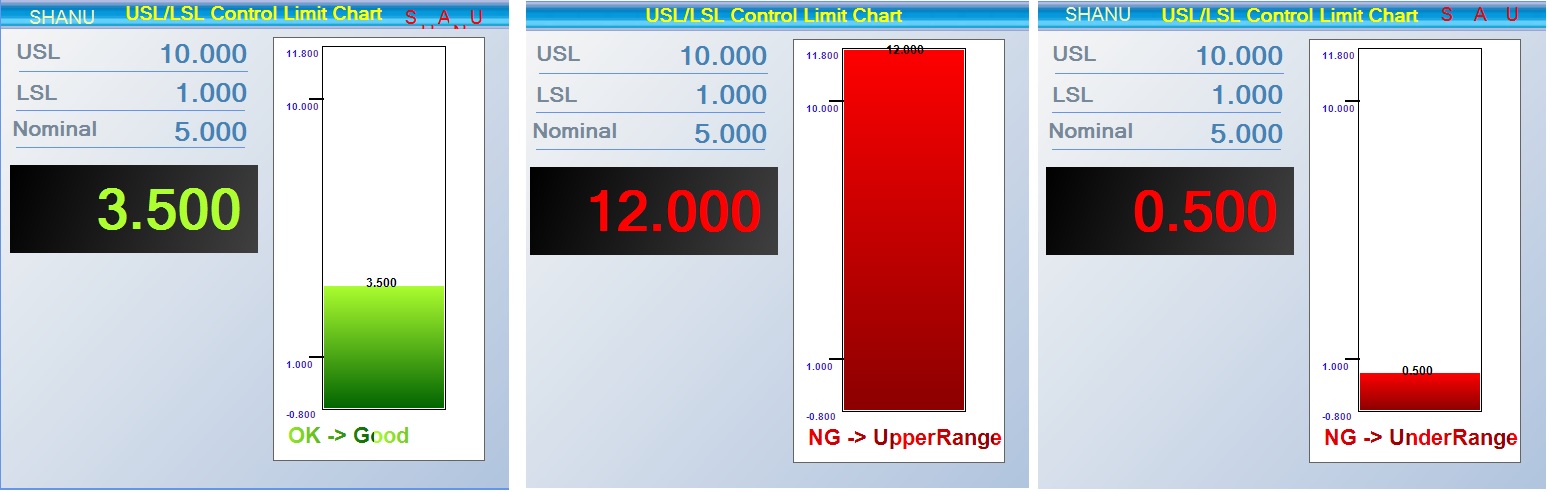 SHANU USL/LSL Control Limit Chart S A U
USL 10.000
LSL 1.000
Nominal 5.000
3.500
11.800
10.000
3.500
1.000
-0.800
OK -> Good
USL/LSL Control Limit Chart
USL 10.000
LSL 1.000
Nominal 5.000
12.000
12.000
11.800
10.000
1.000
-0.800
NG -> UpperRange
SHANU USL/LSL Control Limit Chart S A U
USL 10.000
LSL 1.000
Nominal 5.000
0.500
11.800
10.000
1.000
0.500
-0.800
NG -> UnderRange